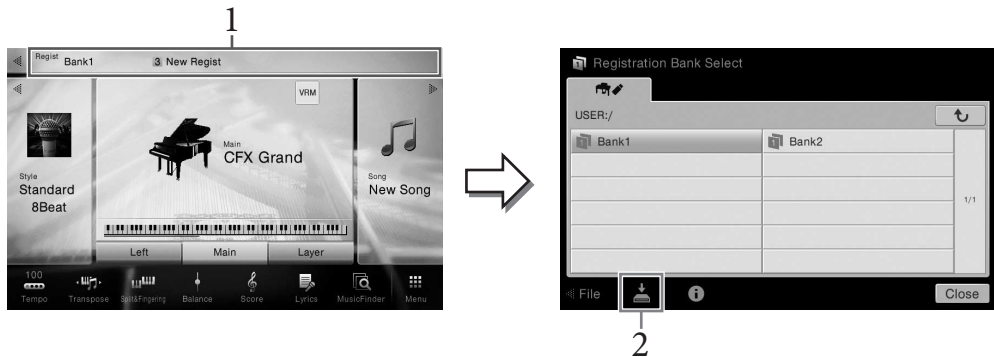 1
Regist Bank1 3 New Regist
VRM
Main
CFX Grand
Style
Standard
8Beat
Song
New Song
Left Main Layer
100
Tempo Transpose Split&Fingering Balance Score Lyrics MusicFinder Menu
Registration Bank Select
USER:/
1 Bank1 1 Bank2
1/1
File Close
2